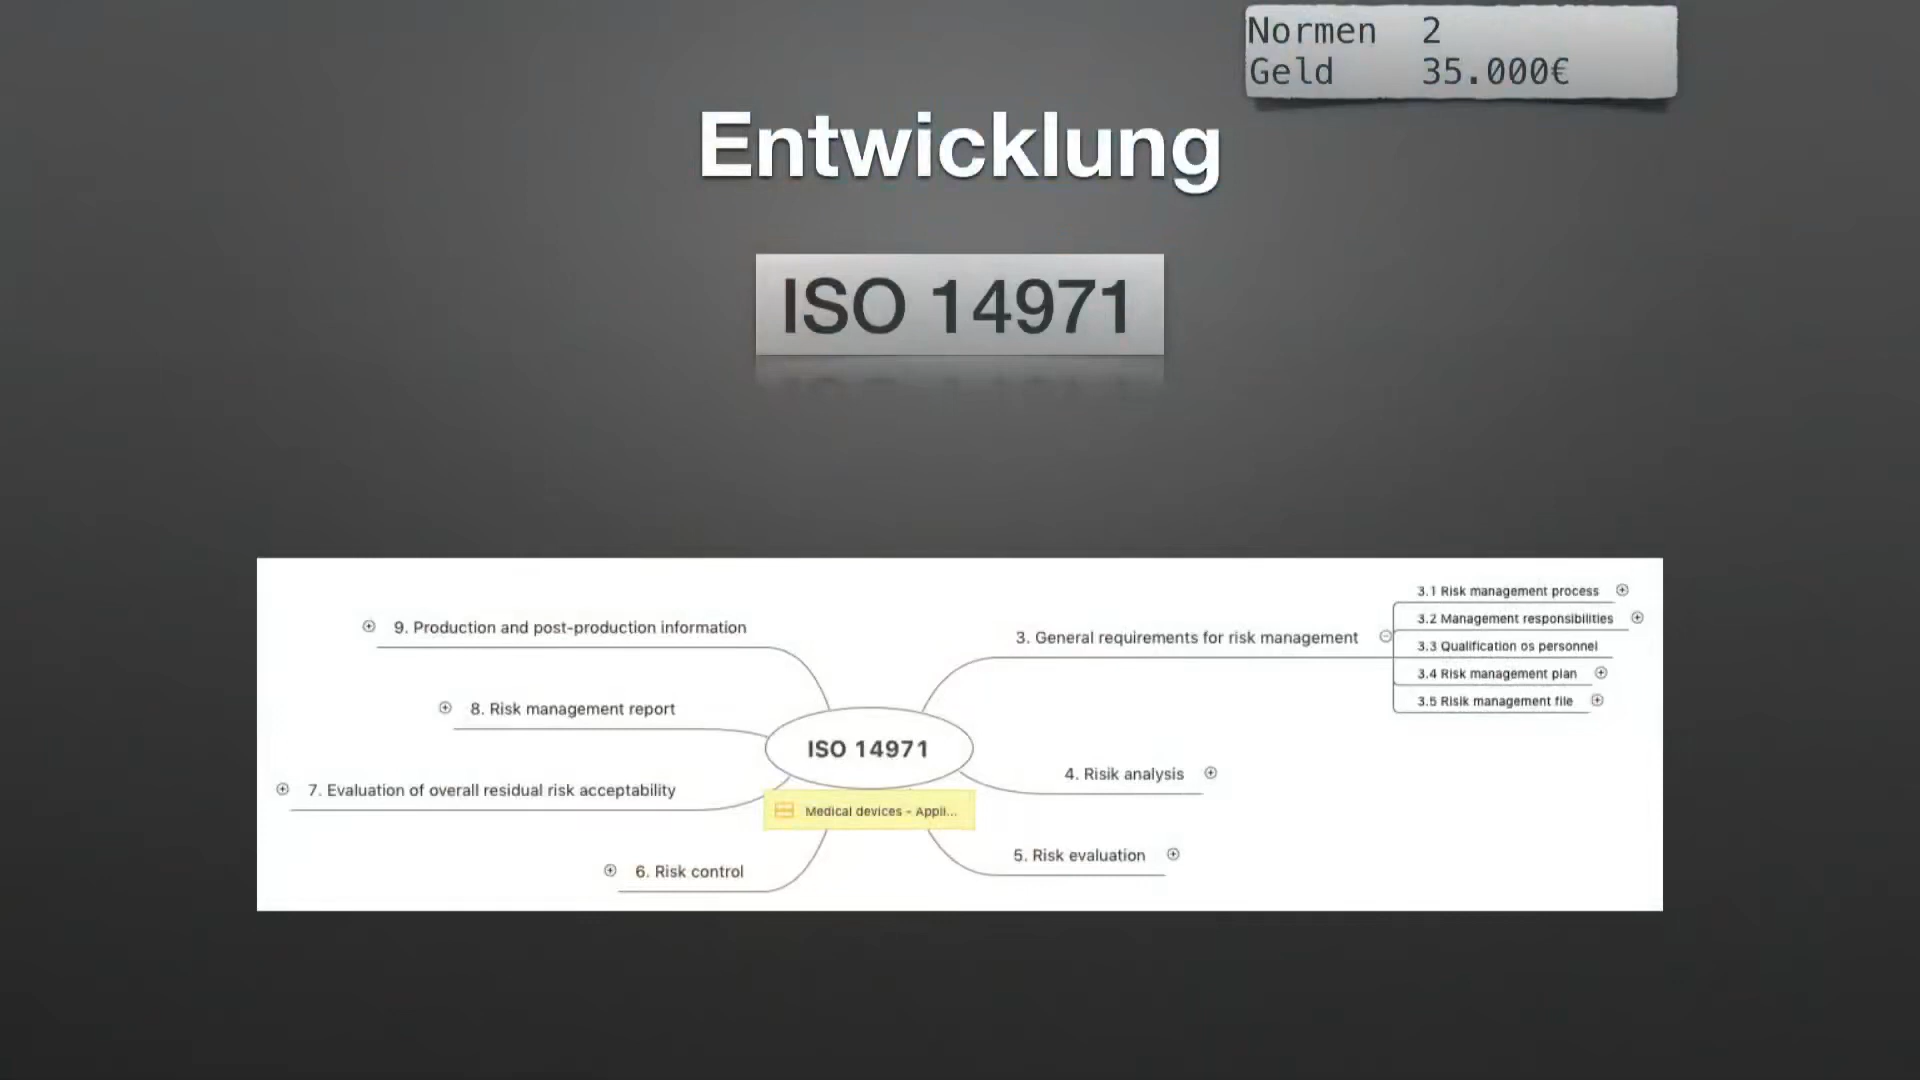 Normen 2
Geld 35.000€
Entwicklung
ISO 14971
9. Production and post-production information
8. Risk management report
7. Evaluation of overall residual risk acceptability
6. Risk control
ISO 14971
Medical devices - Appli...
3. General requirements for risk management
3.1 Risk management process
3.2 Management responsibilities
3.3 Qualification os personnel
3.4 Risk management plan
3.5 Risik management file
4. Risik analysis
5. Risk evaluation